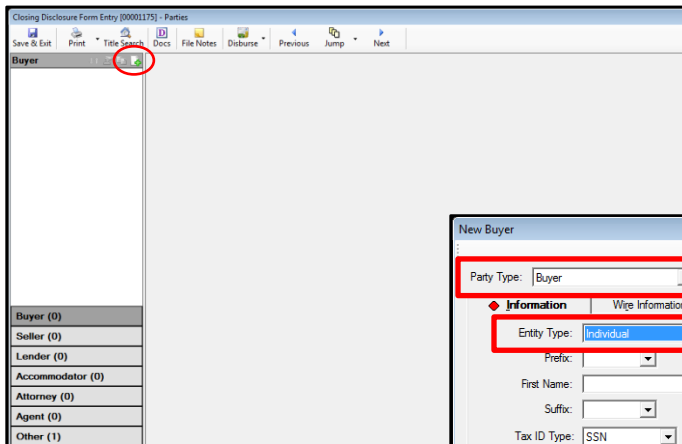 Closing Disclosure Form Entry [00001175] - Parties
Save & Exit Print Title Search Docs File Notes Disburse Previous Jump Next
Buyer
New Buyer
Party Type: Buyer
Information Wire Information
Entity Type: Individual
Prefix:
First Name:
Suffix:
Tax ID Type: SSN
Buyer (0)
Seller (0)
Lender (0)
Accommodator (0)
Attorney (0)
Agent (0)
Other (1)